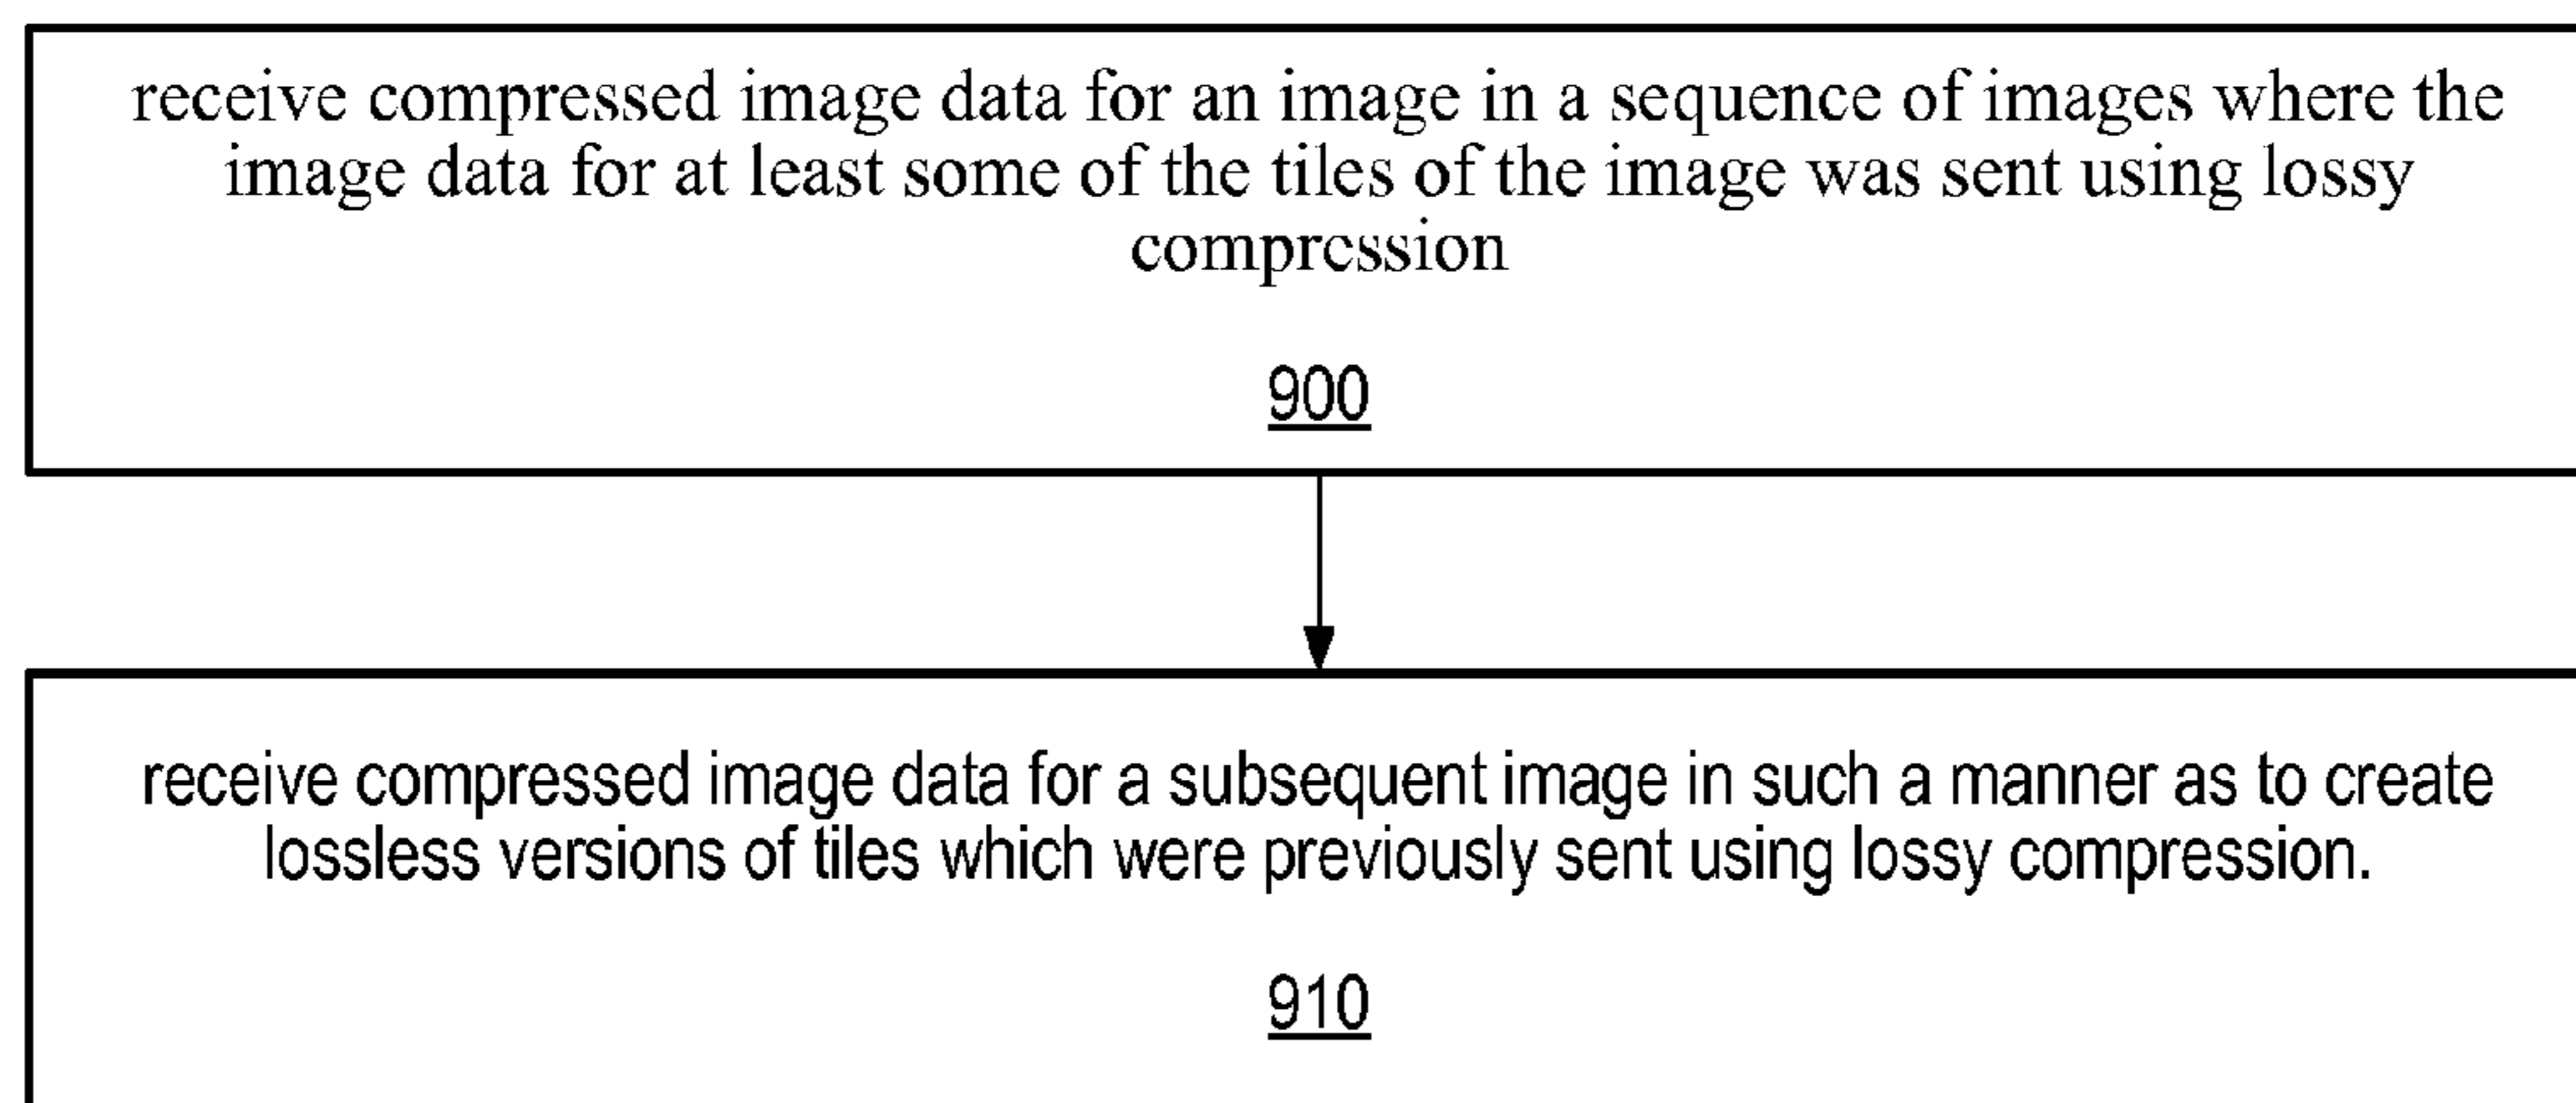 receive compressed image data for an image in a sequence of images where the
image data for at least some of the tiles of the image was sent using lossy
compression
900
receive compressed image data for a subsequent image in such a manner as to create
lossless versions of tiles which were previously sent using lossy compression.
910